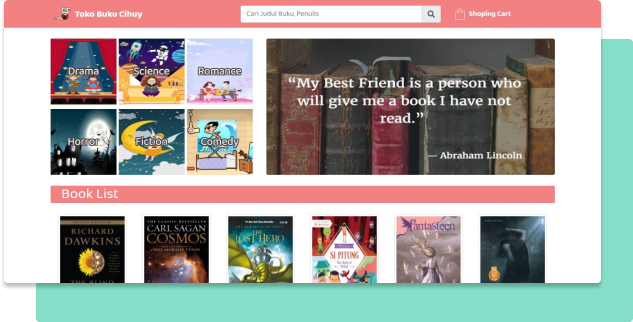 Toko Buku Cihuy
Cari Judul Buku, Penulis
Shoping Cart
Drama
Science
Romance
Horror
Fiction
Comedy
“My Best Friend is a person who
will give me a book I have not
read.”
— Abraham Lincoln
Book List
RICHARD
DAWKINS
THE BLIND
CARL SAGAN
COSMOS
THE
LOST HERO
SI PITUNG
fantasteen